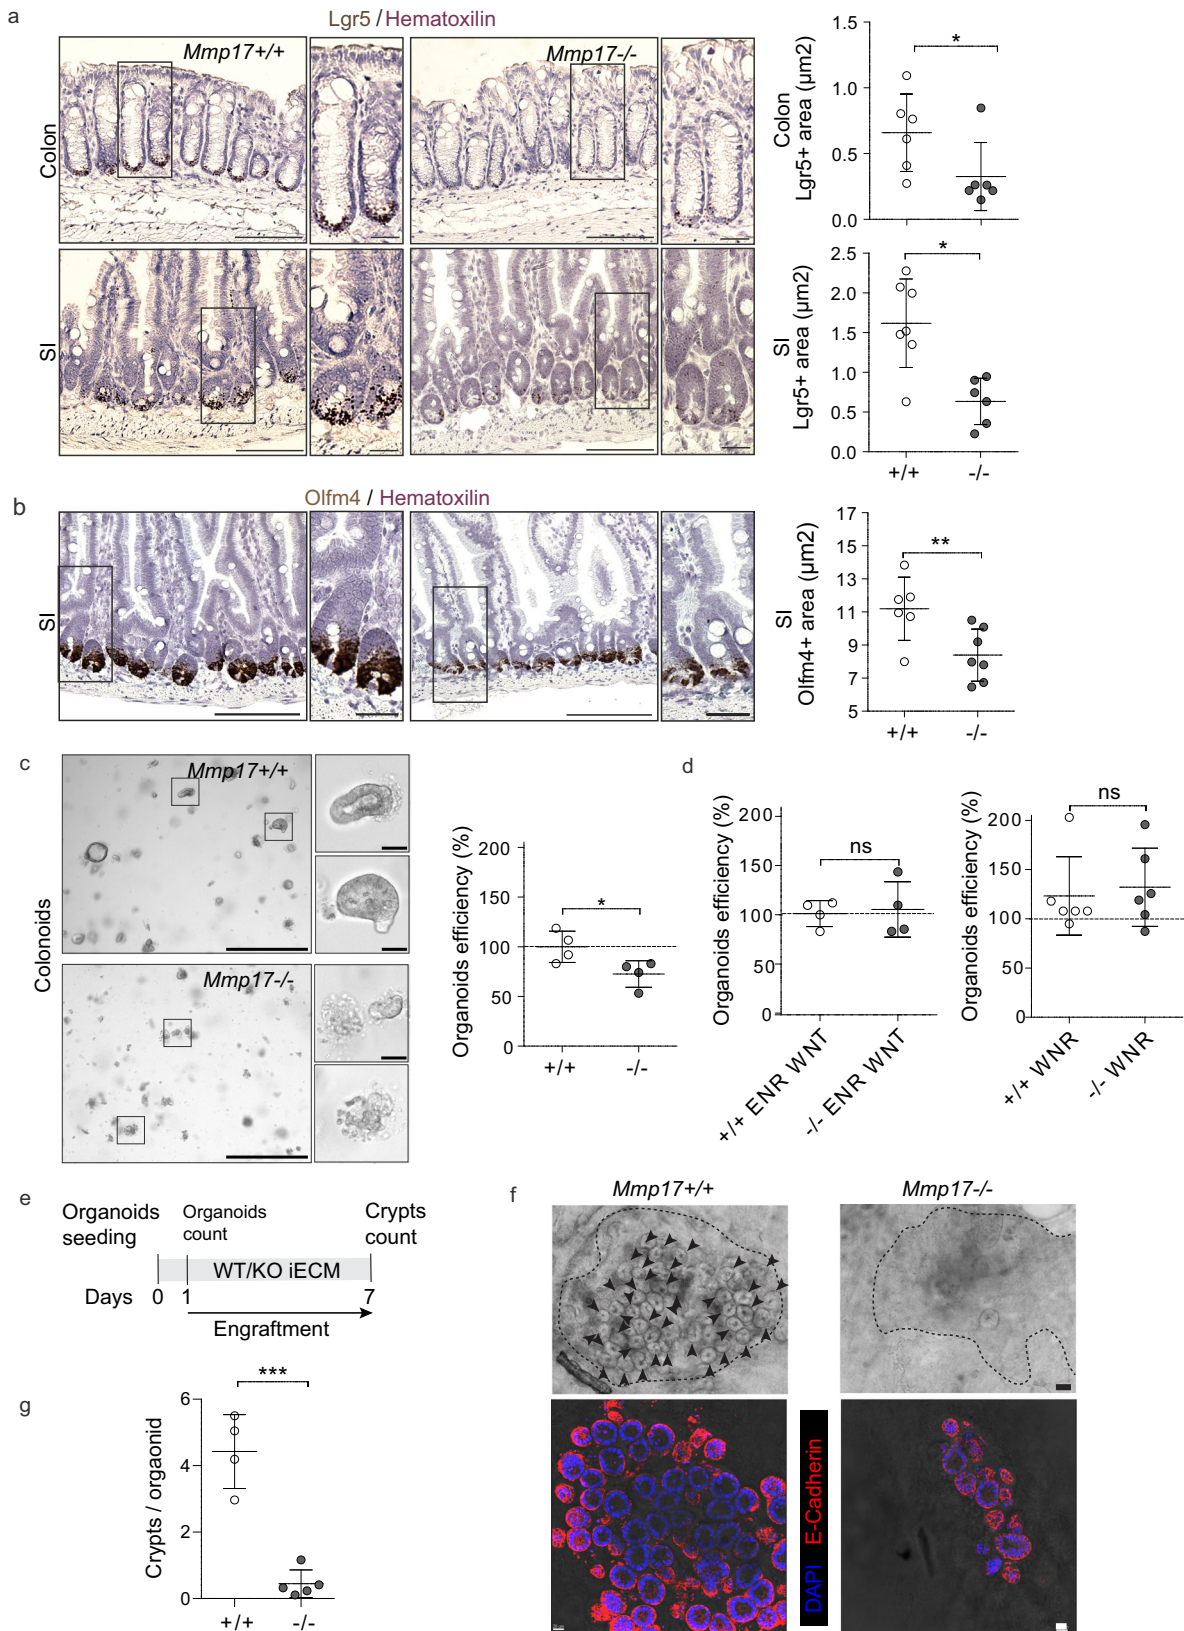 a
Lgr5 / Hematoxilin
Mmp17+/+
Mmp17-/-
Colon
SI
Colon
Lgr5+ area (µm2)
1.5
1.0
0.5
0.0
*
SI
Lgr5+ area (µm2)
2.5
2.0
1.5
1.0
0.5
0.0
*
+/+
-/-
b
Olfm4 / Hematoxilin
SI
SI
Olfm4+ area (µm2)
17
15
13
11
9
7
5
**
+/+
-/-
c
Colonoids
Mmp17+/+
Mmp17-/-
Organoids efficiency (%)
200
150
100
50
0
*
+/+
-/-
d
Organoids efficiency (%)
200
150
100
50
0
ns
+/+ ENR WNT
-/- ENR WNT
Organoids efficiency (%)
200
150
100
50
0
ns
+/+ WNR
-/- WNR
e
Organoids
seeding
Organoids
count
Crypts
count
WT/KO iECM
Days 0 1 7
Engraftment
f
Mmp17+/+
Mmp17-/-
DAPI E-Cadherin
g
Crypts / orgaonid
6
4
2
0
***
+/+
-/-